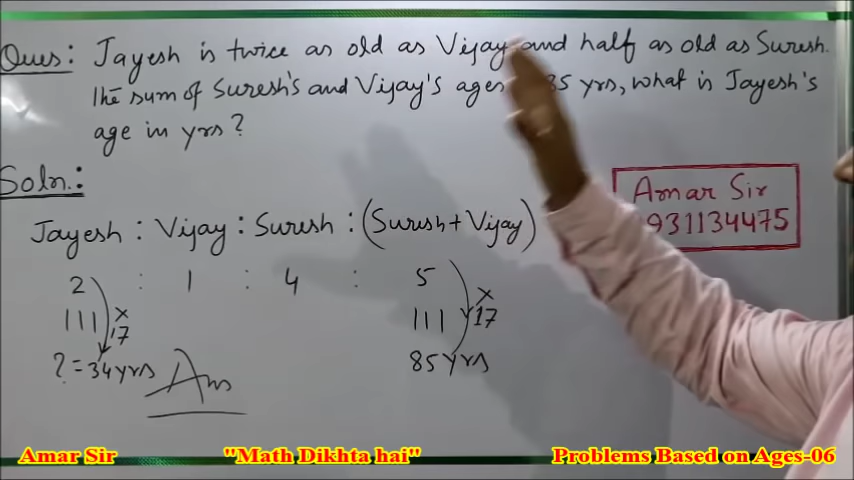 Ques: Jayesh is twice as old as Vijay and half as old as Suresh.
The sum of Suresh's and Vijay's ages 35 yrs, what is Jayesh's
age in yrs?
Soln.:
Amar Sir
931134475
Jayesh : Vijay : Suresh : (Suresh + Vijay)
2 : 1 : 4 : 5
||| × 17 ||| × 17
? = 34 yrs Ans 85 yrs
Amar Sir "Math Dikhta hai" Problems Based on Ages-06